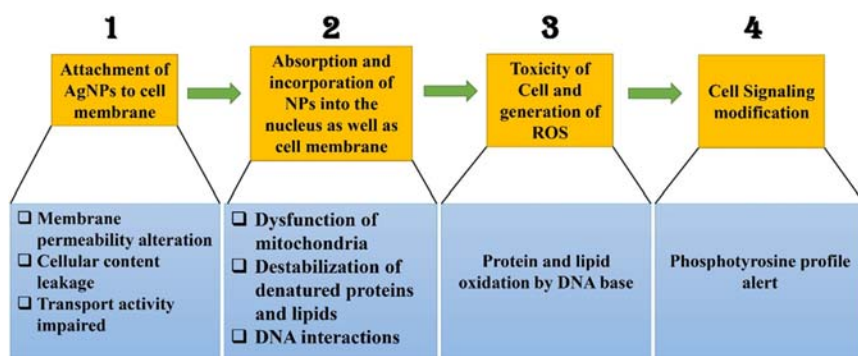 1
Attachment of
AgNPs to cell
membrane
2
Absorption and
incorporation of
NPs into the
nucleus as well as
cell membrane
3
Toxicity of
Cell and
generation of
ROS
4
Cell Signaling
modification
❑ Membrane
permeability alteration
❑ Cellular content
leakage
❑ Transport activity
impaired
❑ Dysfunction of
mitochondria
❑ Destabilization of
denatured proteins
and lipids
❑ DNA interactions
Protein and lipid
oxidation by DNA base
Phosphotyrosine profile
alert